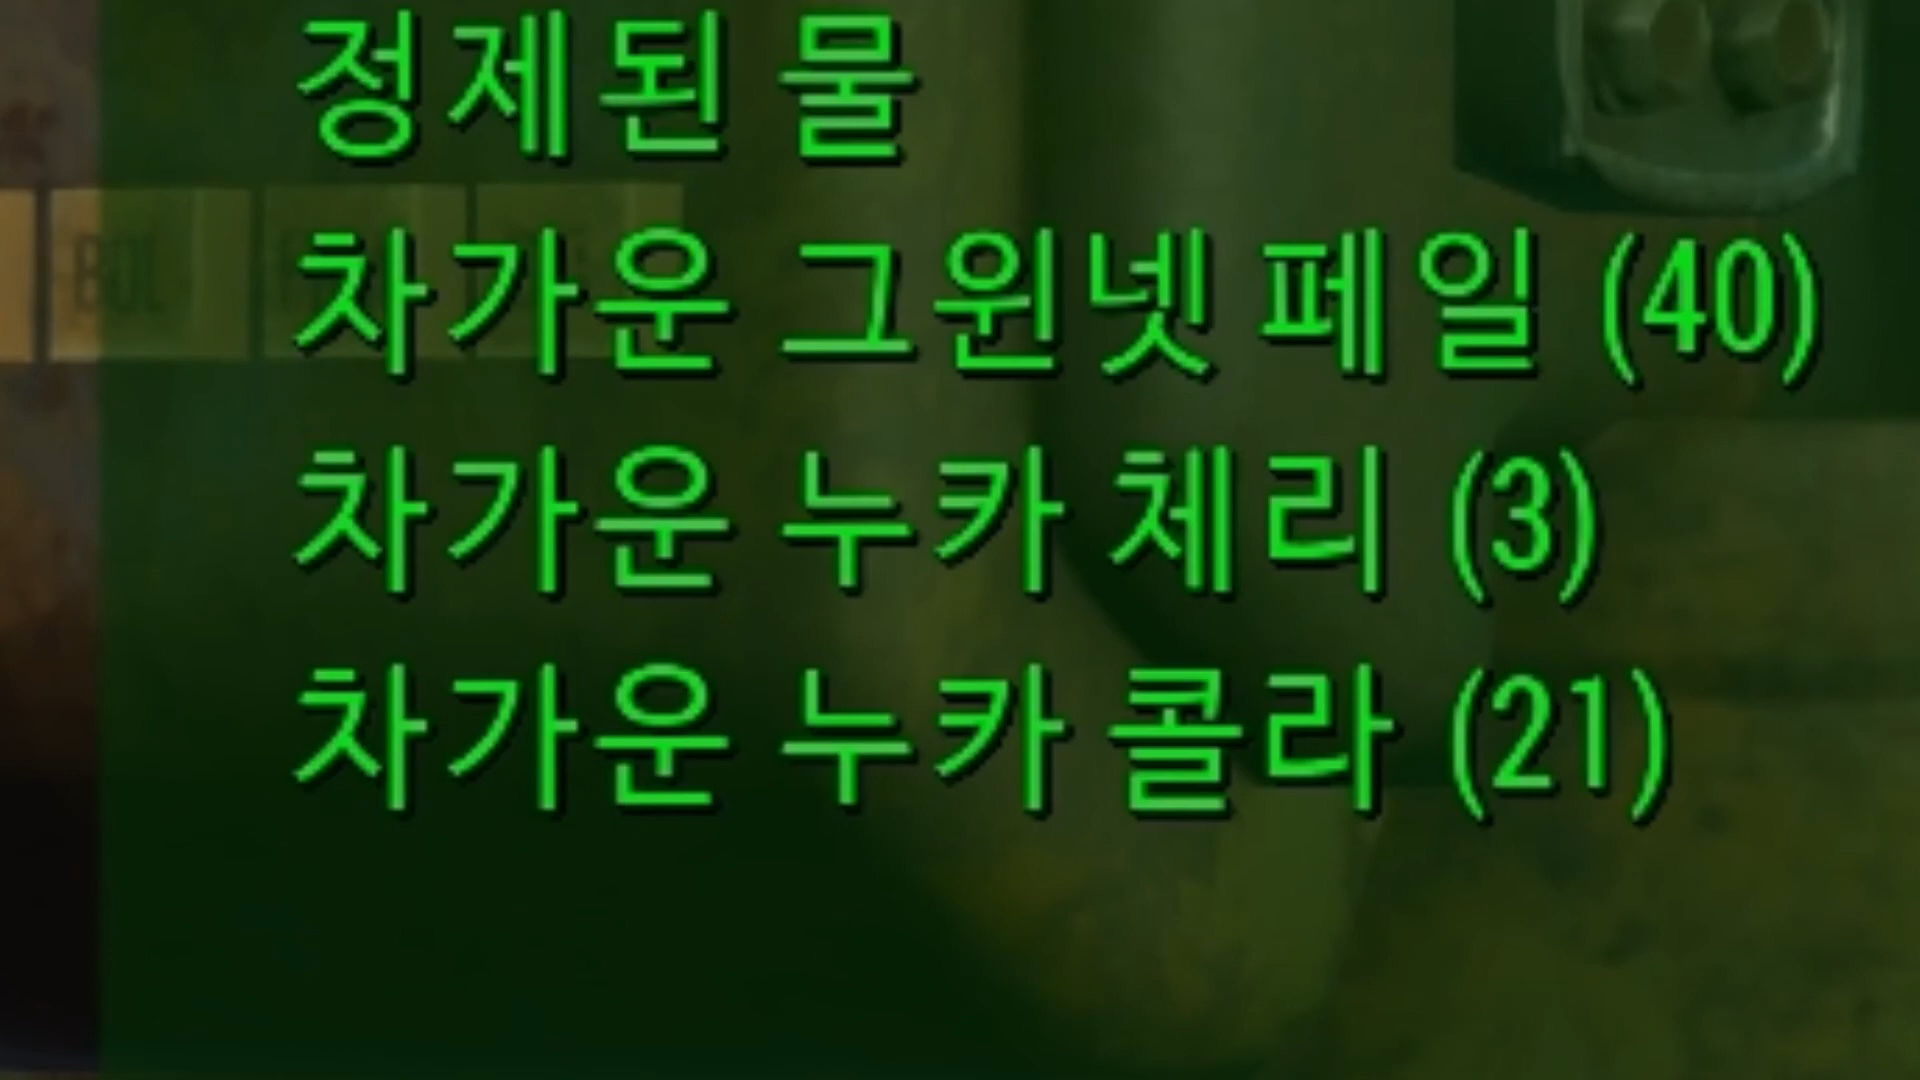 정제된 물
차가운 그윈넷 페일 (40)
차가운 누카 체리 (3)
차가운 누카 콜라 (21)